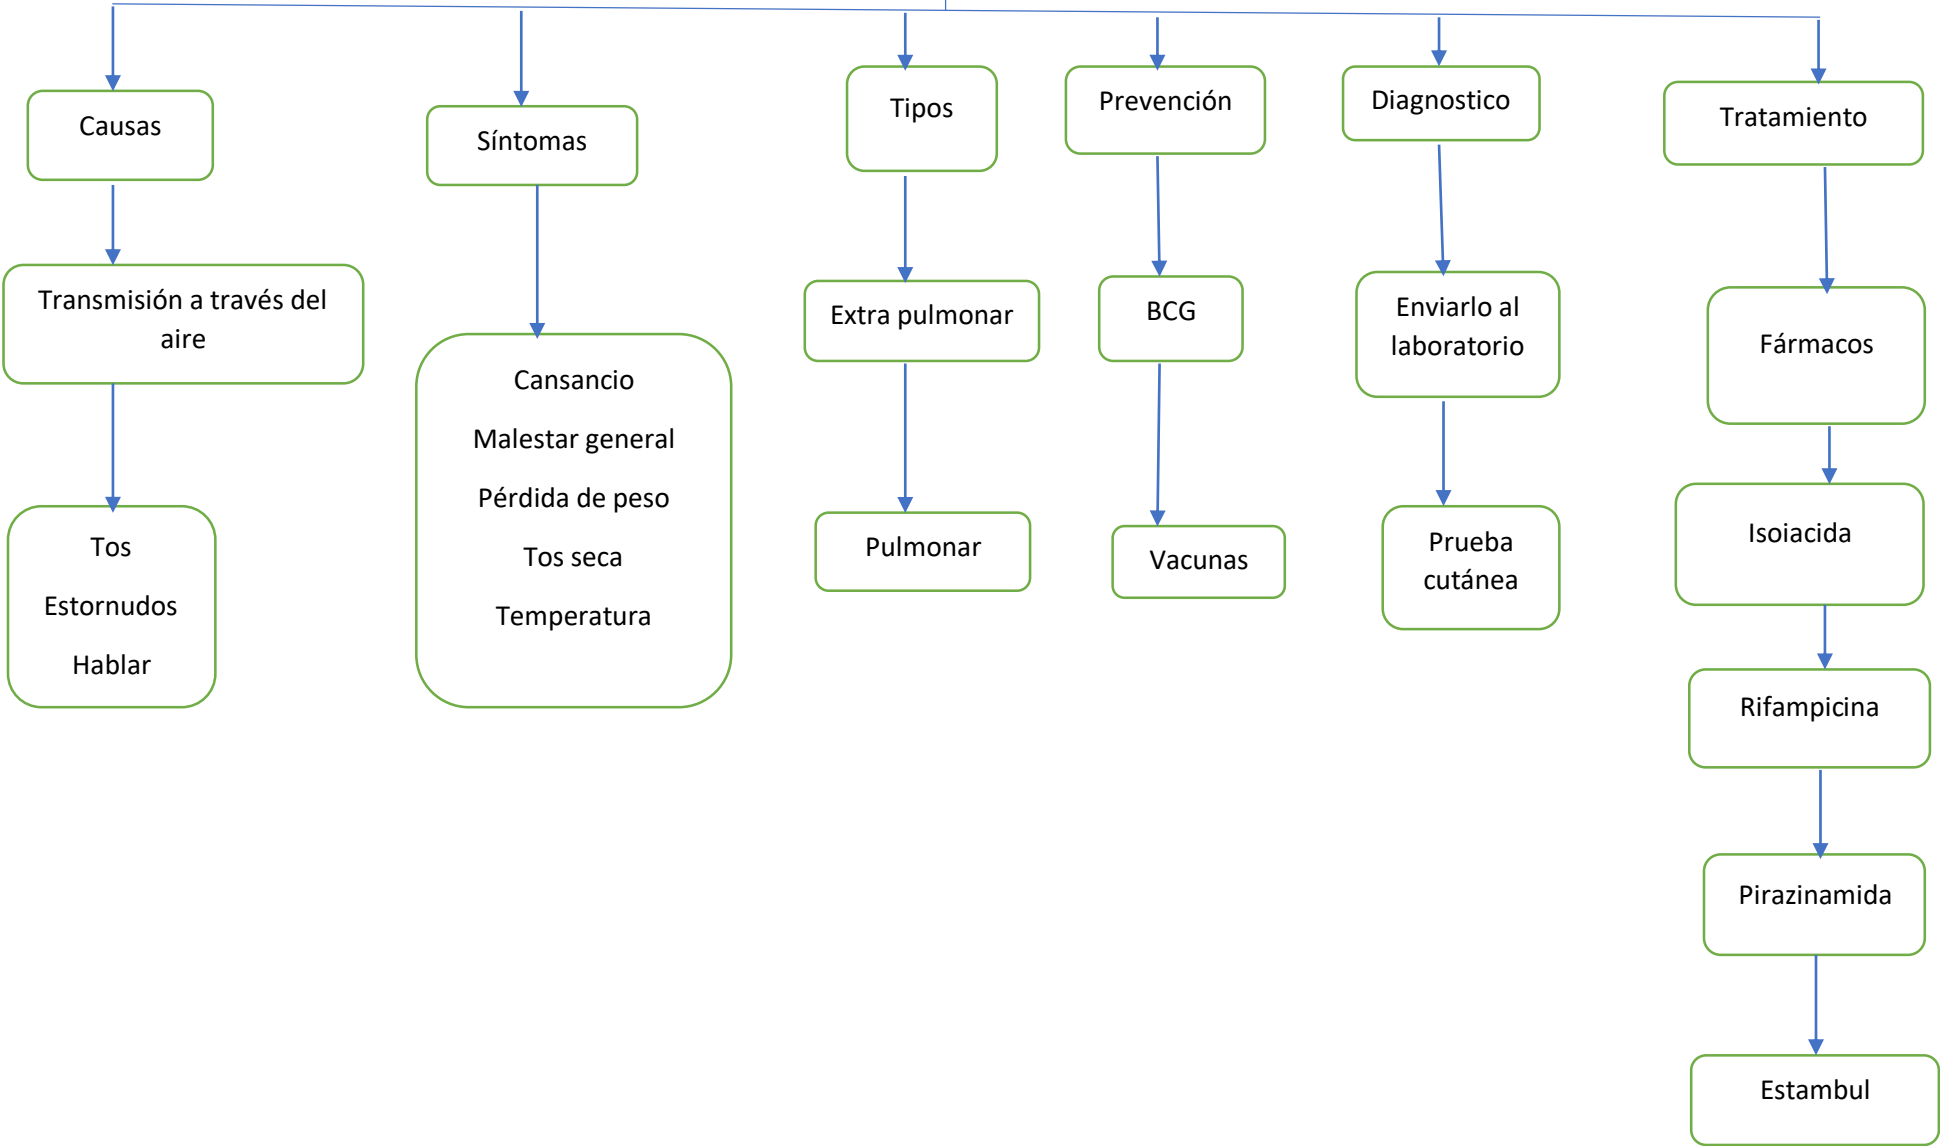 Causas
Transmisión a través del
aire
Tos
Estornudos
Hablar
Síntomas
Cansancio
Malestar general
Pérdida de peso
Tos seca
Temperatura
Tipos
Extra pulmonar
Pulmonar
Prevención
BCG
Vacunas
Diagnostico
Enviarlo al
laboratorio
Prueba
cutánea
Tratamiento
Fármacos
Isoiacida
Rifampicina
Pirazinamida
Estambul